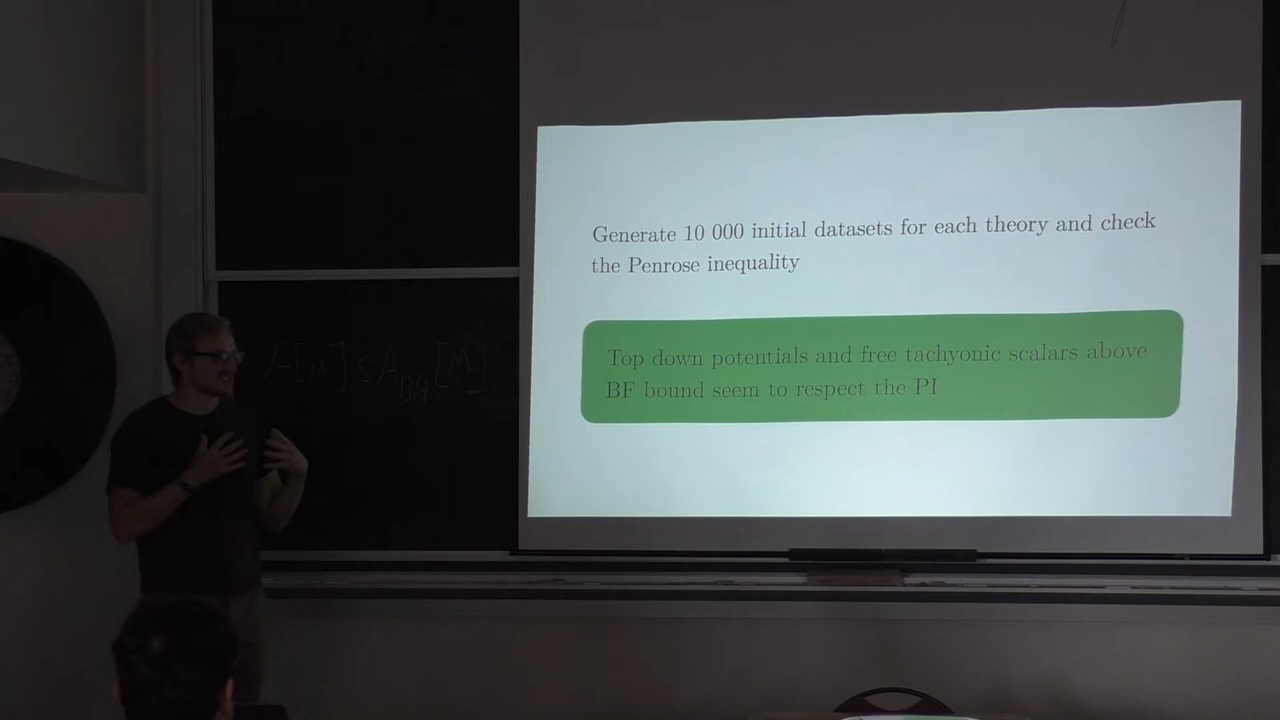 Generate 10 000 initial datasets for each theory and check
the Penrose inequality
Top down potentials and free tachyonic scalars above
BF bound seem to respect the PI
A[μ] ≤ A_BH[M]